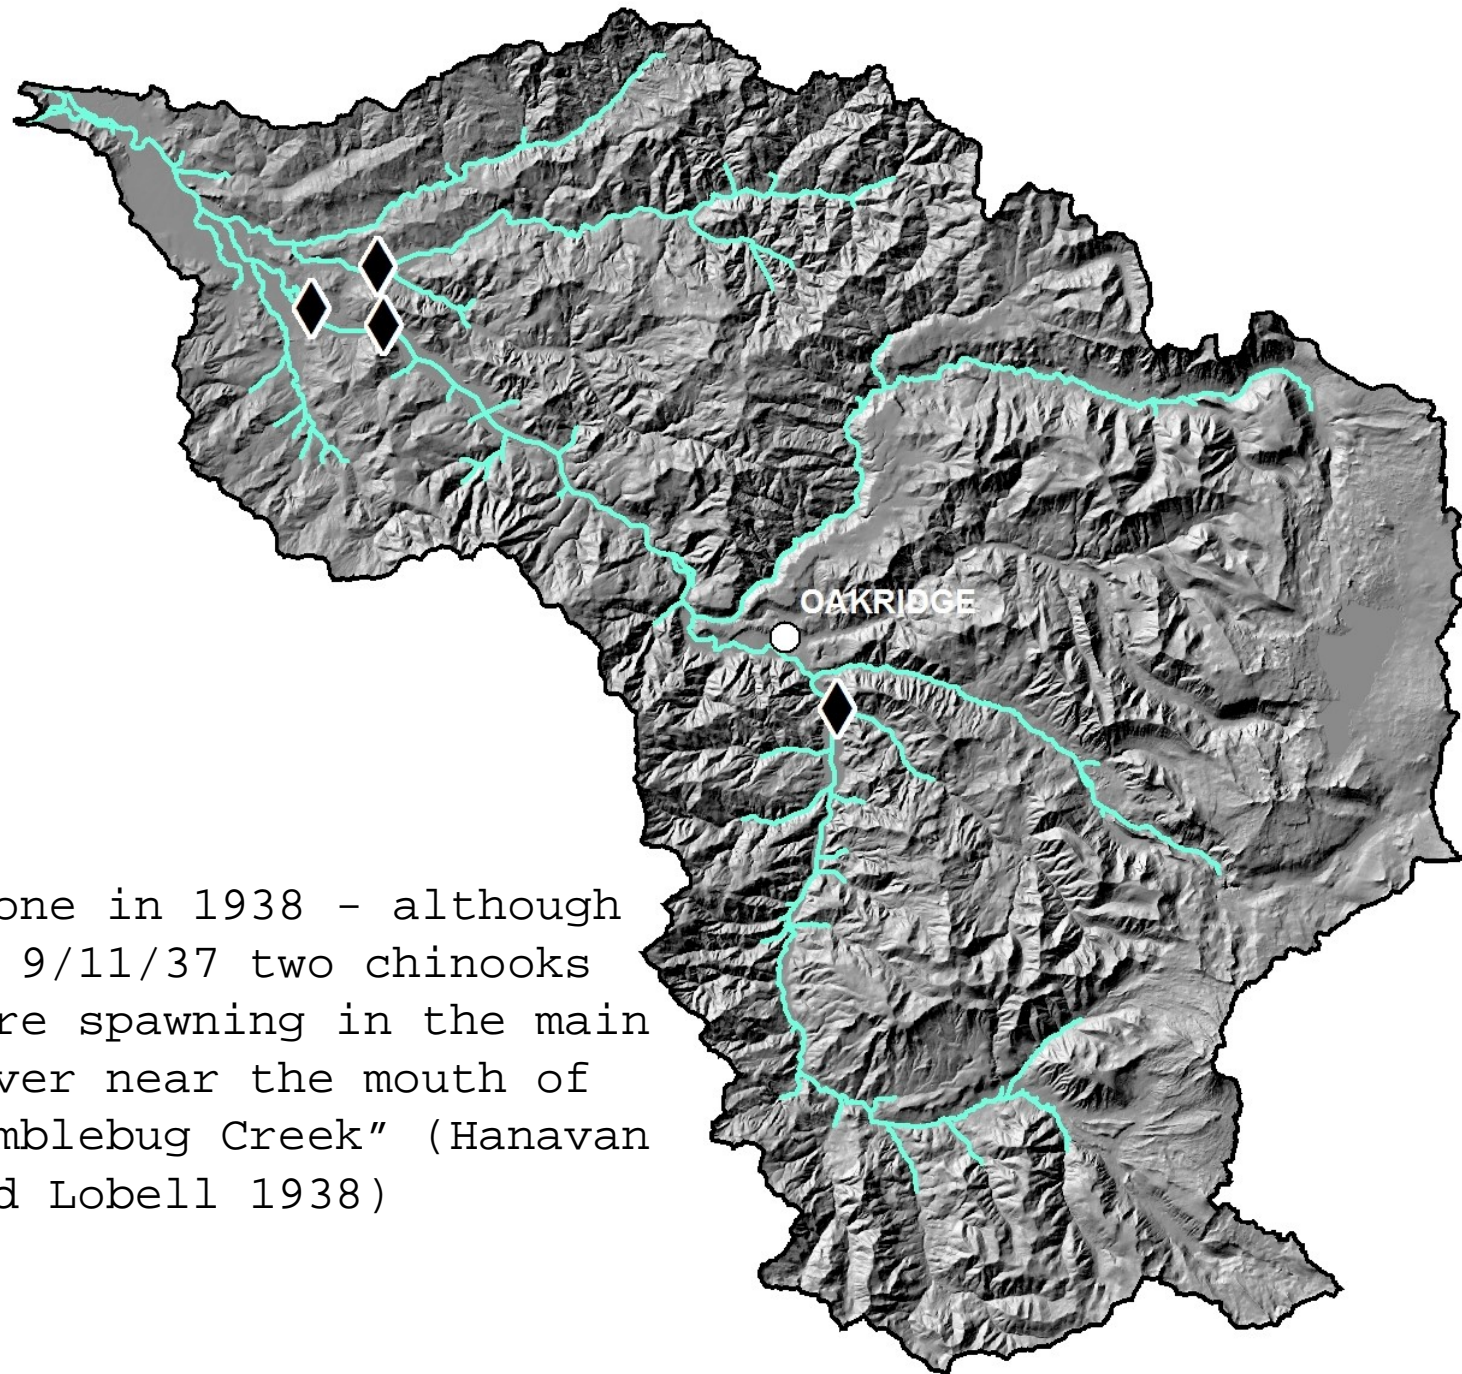 OAKRIDGE
one in 1938 - although
9/11/37 two chinooks
re spawning in the main
ver near the mouth of
mblebug Creek” (Hanavan
d Lobell 1938)